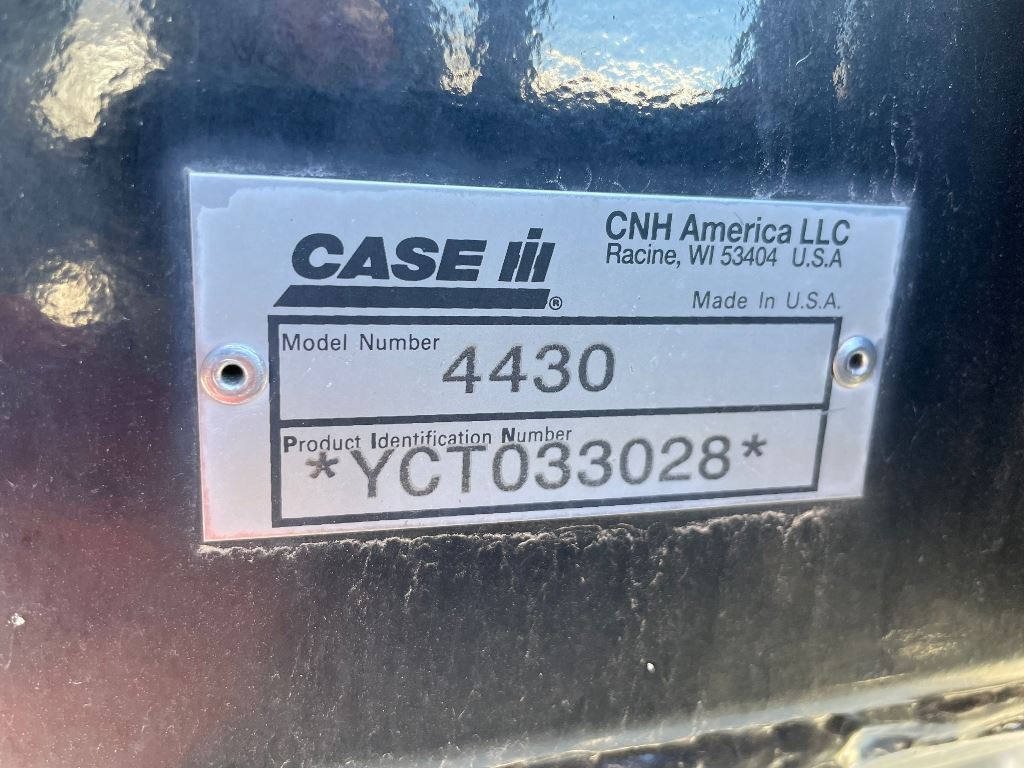 CASE IH®
CNH America LLC
Racine, WI 53404 U.S.A
Made In U.S.A.
Model Number
4430
Product Identification Number
*YCT033028*